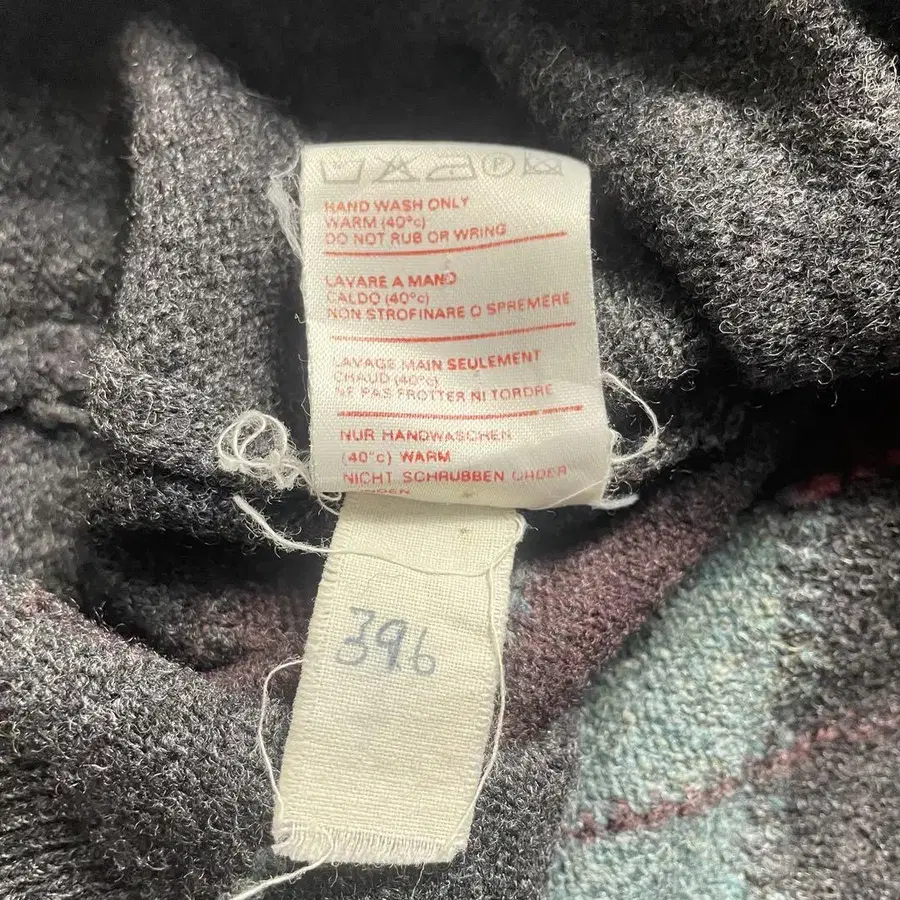 P
HAND WASH ONLY
WARM (40°c)
DO NOT RUB OR WRING
LAVARE A MANO
CALDO (40°c)
NON STROFINARE O SPREMERE
LAVAGE MAIN SEULEMENT
CHAUD (40°c)
NE PAS FROTTER NI TORDRE
NUR HANDWASCHEN
(40°c) WARM
NICHT SCHRUBBEN ORDER
396